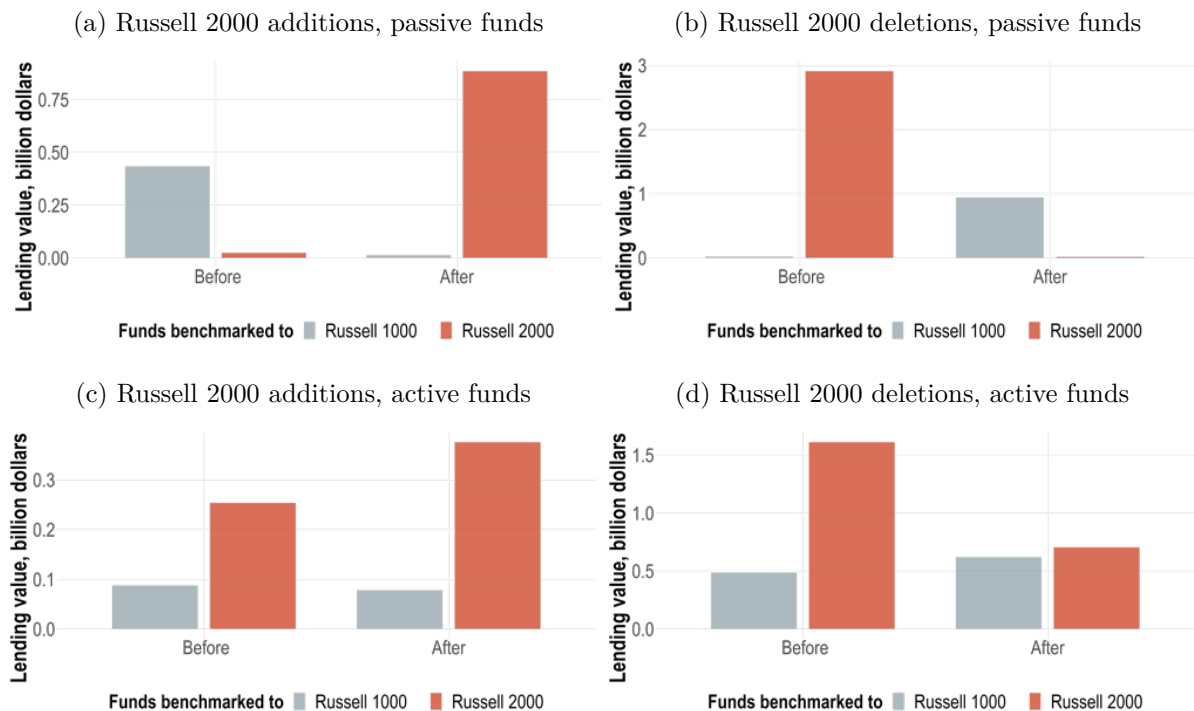 (a) Russell 2000 additions, passive funds
Lending value, billion dollars
0.75
0.50
0.25
0.00
Before After
Funds benchmarked to Russell 1000 Russell 2000
(b) Russell 2000 deletions, passive funds
Lending value, billion dollars
3
2
1
0
Before After
Funds benchmarked to Russell 1000 Russell 2000
(c) Russell 2000 additions, active funds
Lending value, billion dollars
0.3
0.2
0.1
0.0
Before After
Funds benchmarked to Russell 1000 Russell 2000
(d) Russell 2000 deletions, active funds
Lending value, billion dollars
1.5
1.0
0.5
0.0
Before After
Funds benchmarked to Russell 1000 Russell 2000